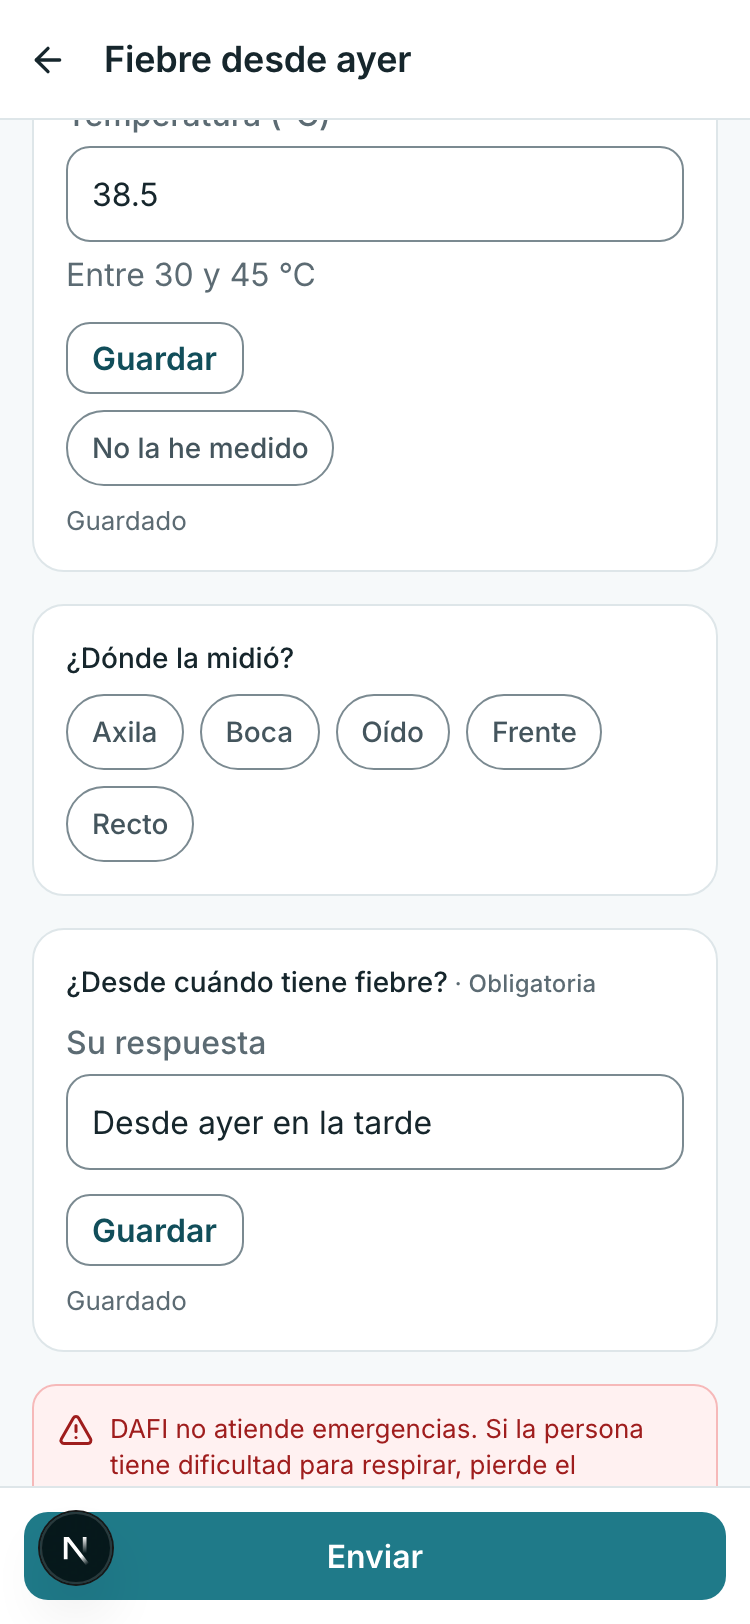 Fiebre desde ayer
Temperatura (°C)
38.5
Entre 30 y 45 °C
Guardar
No la he medido
Guardado
¿Dónde la midió?
Axila
Boca
Oído
Frente
Recto
¿Desde cuándo tiene fiebre? · Obligatoria
Su respuesta
Desde ayer en la tarde
Guardar
Guardado
DAFI no atiende emergencias. Si la persona
tiene dificultad para respirar, pierde el
N
Enviar